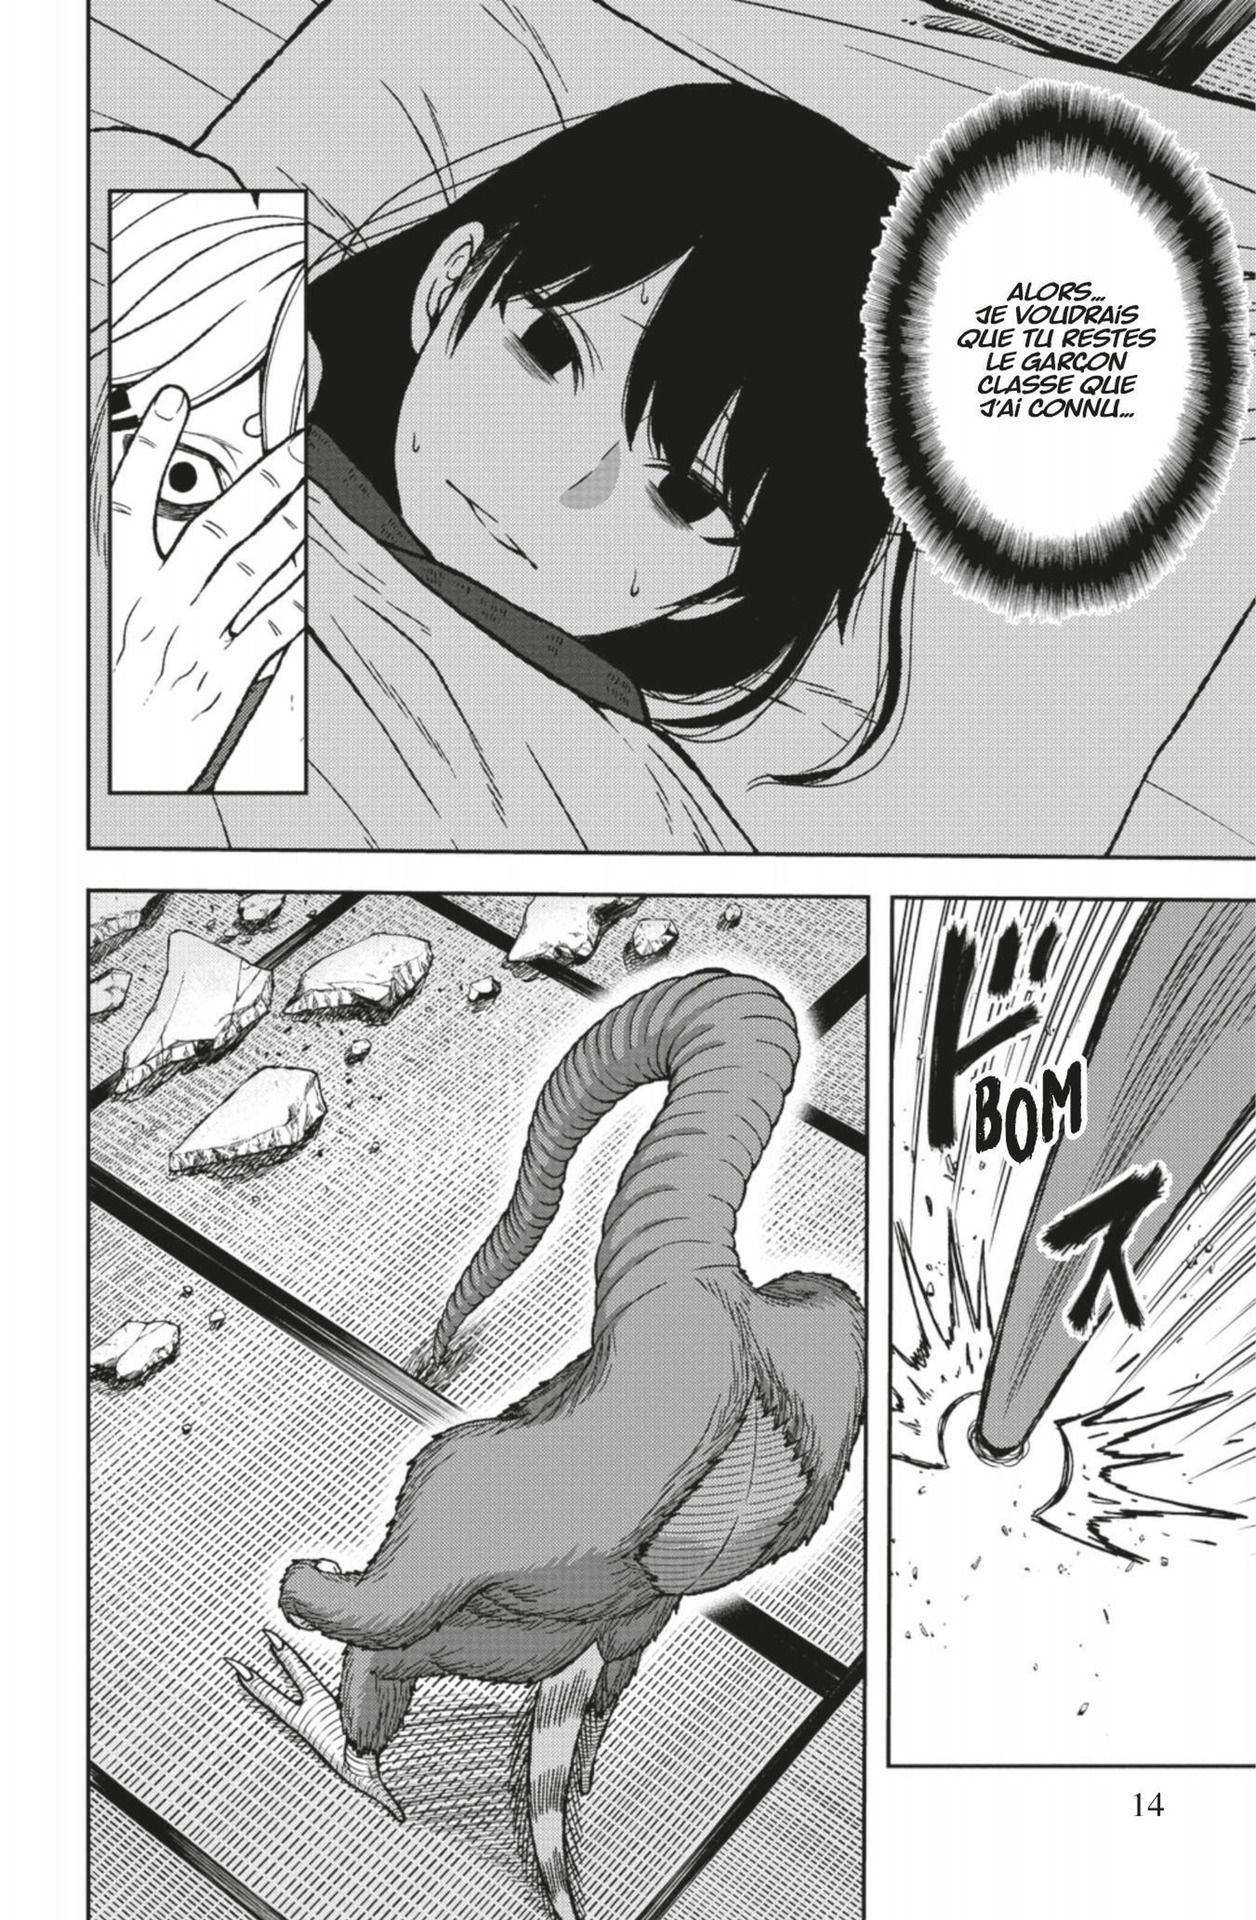 ALORS...
JE VOUDRAIS
QUE TU RESTES
LE GARÇON
CLASSE QUE
J'AI CONNU...
ドス
BOM
14